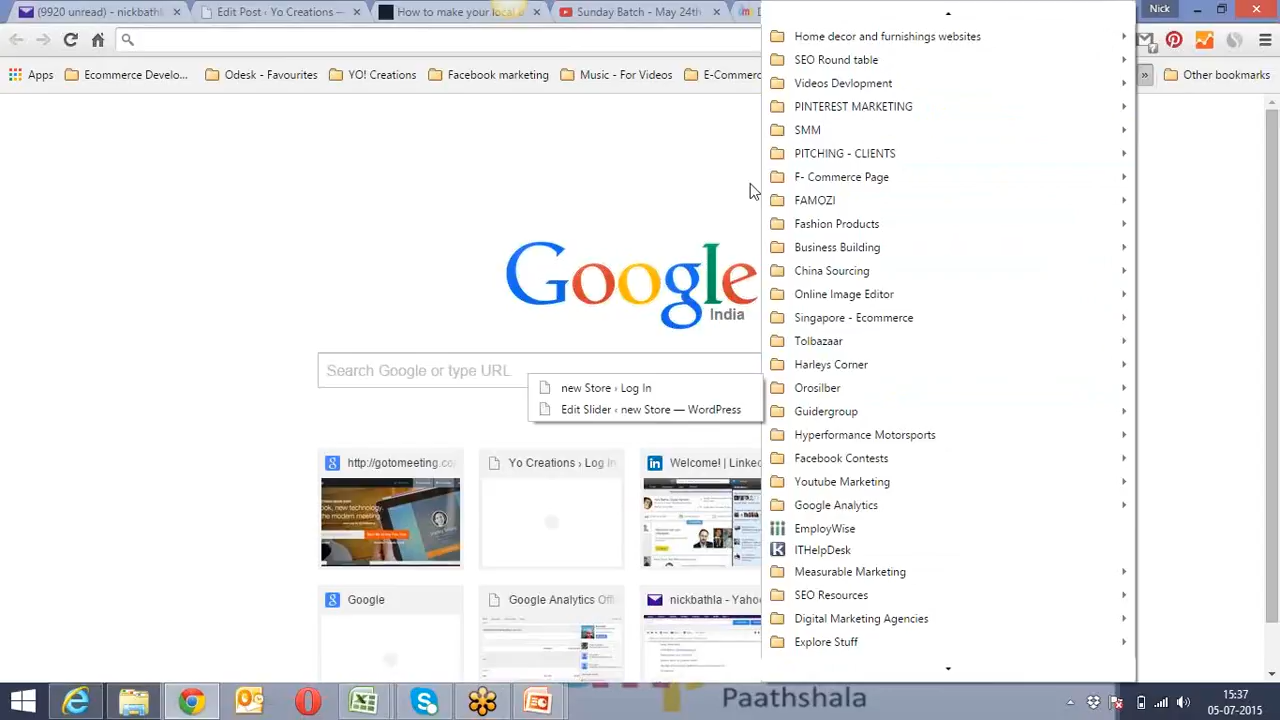 (9920 unread) - nickbathla
Edit Post ‹ Yo Creations —
How to make your local
Sunday Batch - May 24th
Nick
Apps
Ecommerce Develo...
Odesk - Favourites
YO! Creations
Facebook marketing
Music - For Videos
E-Commerc
»
Other bookmarks
Home decor and furnishings websites
SEO Round table
Videos Devlopment
PINTEREST MARKETING
SMM
PITCHING - CLIENTS
F- Commerce Page
FAMOZI
Fashion Products
Business Building
China Sourcing
Online Image Editor
Singapore - Ecommerce
Tolbazaar
Harleys Corner
Orosilber
Guidergroup
Hyperformance Motorsports
Facebook Contests
Youtube Marketing
Google Analytics
EmployWise
ITHelpDesk
Measurable Marketing
SEO Resources
Digital Marketing Agencies
Explore Stuff
Google
India
Search Google or type URL
new Store › Log In
Edit Slider ‹ new Store — WordPress
http://gotomeeting.co
Yo Creations › Log In
Welcome! | Linked
Google
Google Analytics Offi
nickbathla - Yaho
Paathshala
15:37
05-07-2015